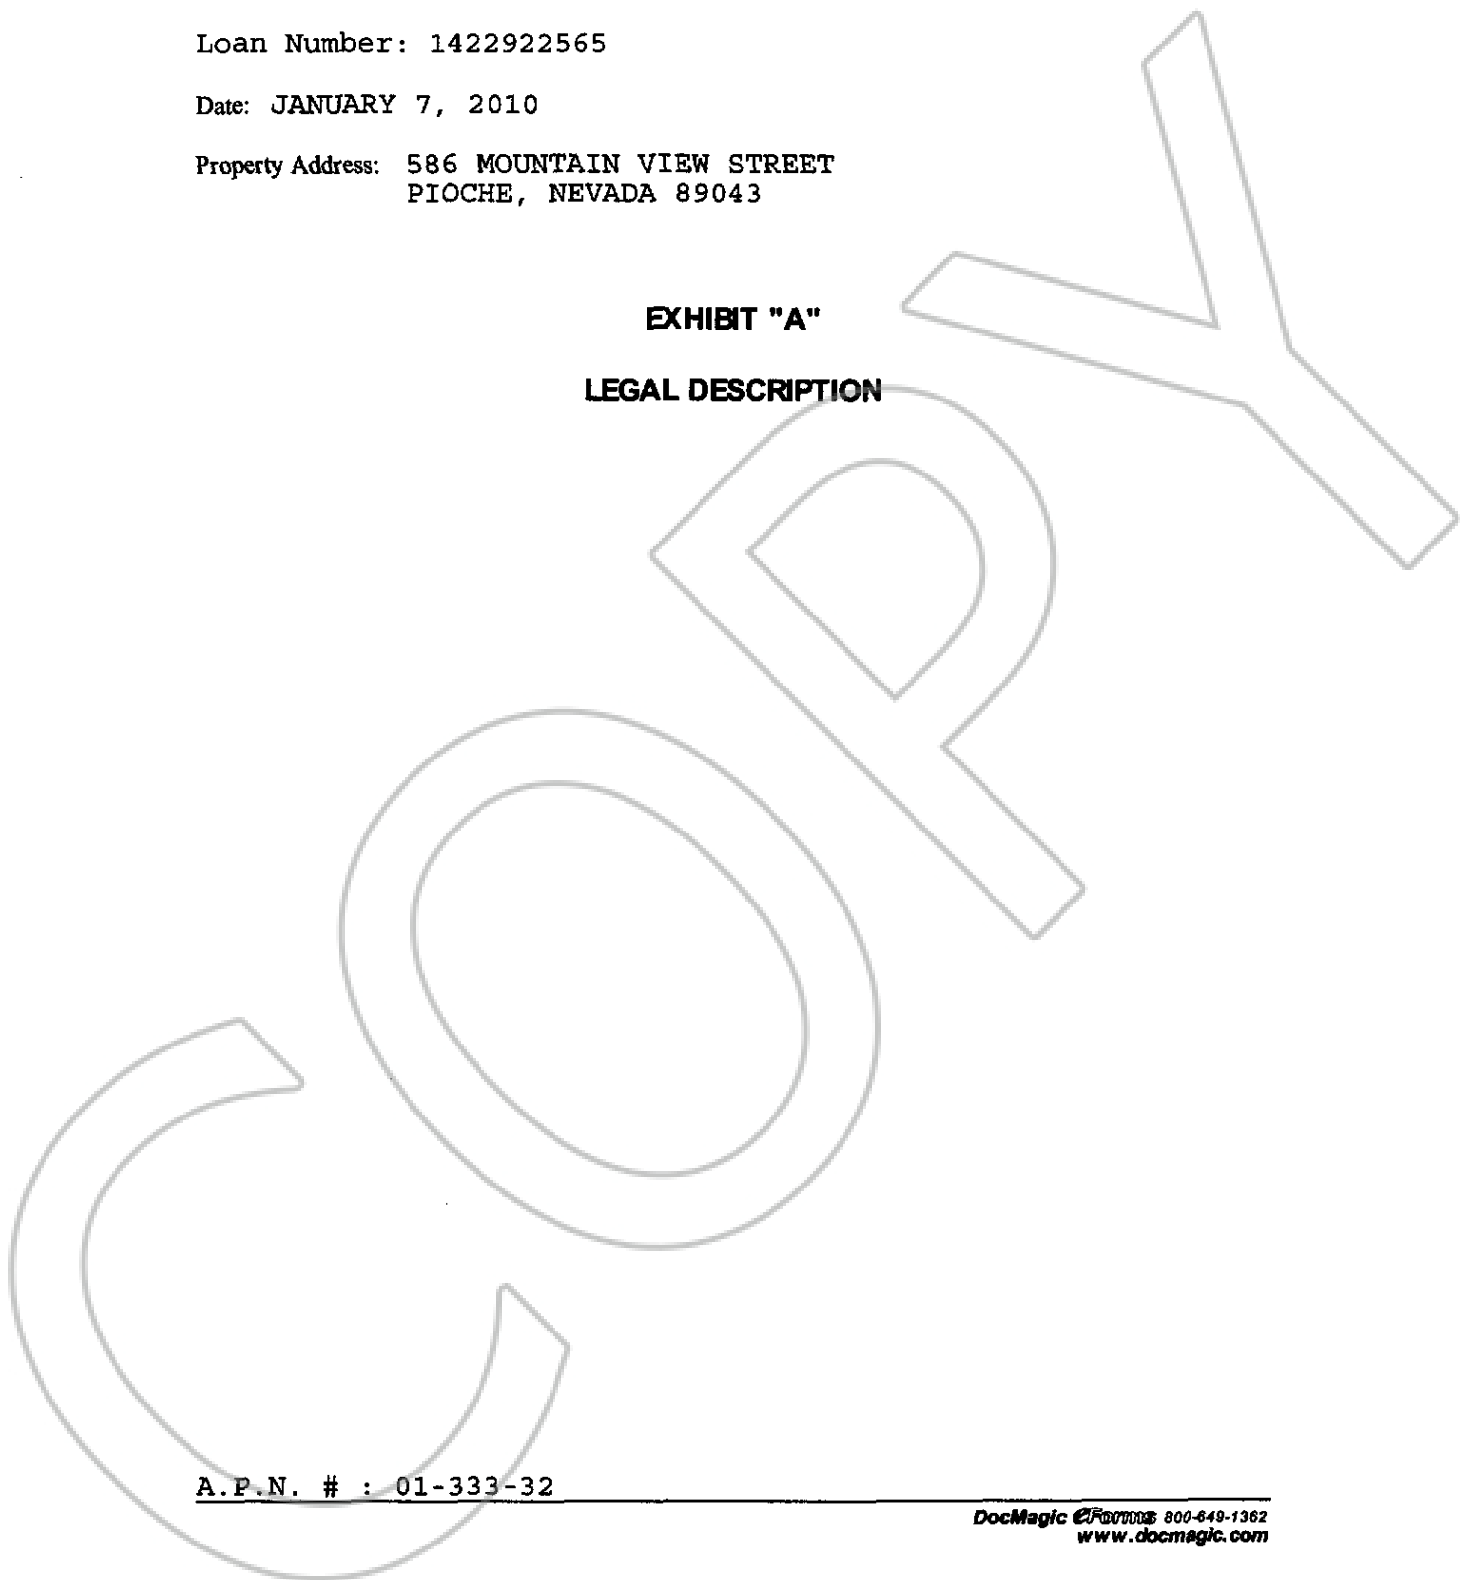 Loan Number: 1422922565
Date: JANUARY 7, 2010
Property Address: 586 MOUNTAIN VIEW STREET
PIOCHE, NEVADA 89043
EXHIBIT "A"
LEGAL DESCRIPTION
COPY
A.P.N. # : 01-333-32
DocMagic eForms 800-649-1362
www.docmagic.com